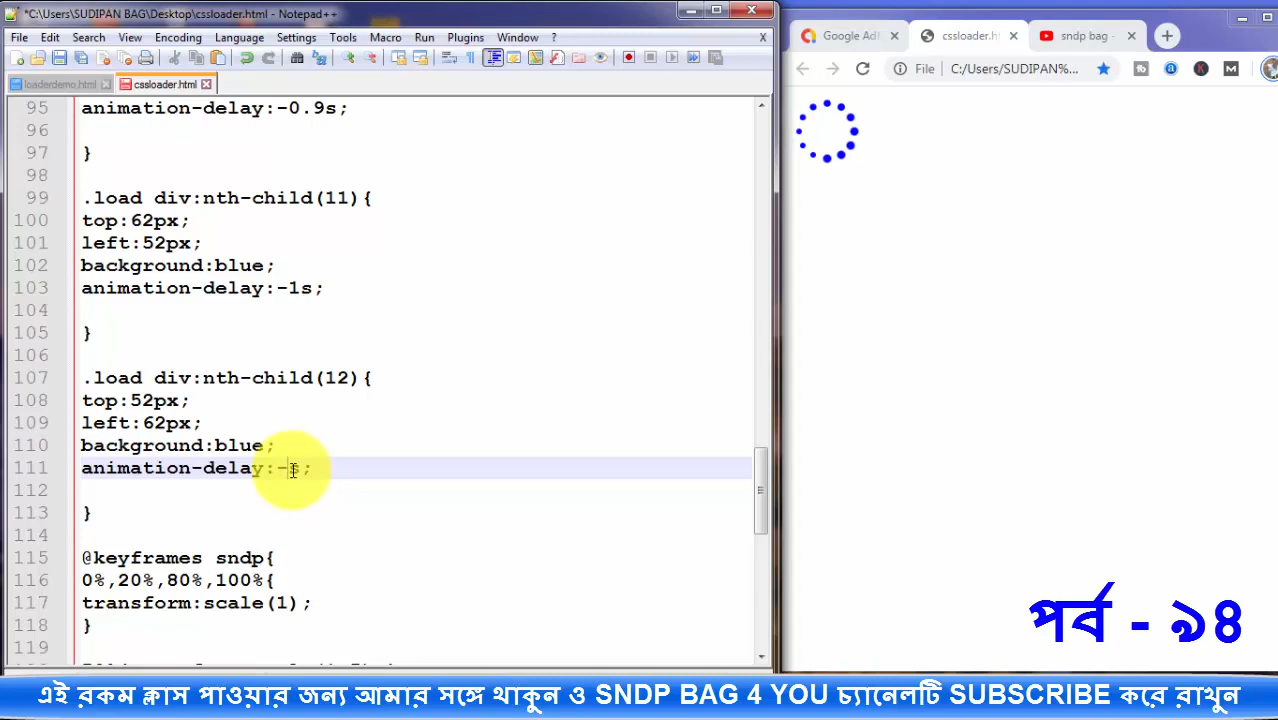 *C:\Users\SUDIPAN BAG\Desktop\cssloader.html - Notepad++
File Edit Search View Encoding Language Settings Tools Macro Run Plugins Window ? X
loaderdemo.html cssloader.html
95 animation-delay:-0.9s;
96
97 }
98
99 .load div:nth-child(11){
100 top:62px;
101 left:52px;
102 background:blue;
103 animation-delay:-1s;
104
105 }
106
107 .load div:nth-child(12){
108 top:52px;
109 left:62px;
110 background:blue;
111 animation-delay:-s;
112
113 }
114
115 @keyframes sndp{
116 0%,20%,80%,100%{
117 transform:scale(1);
118 }
119
Google Adl
cssloader.h
sndp bag -
File C:/Users/SUDIPAN%...
পর্ব - ৯৪
এই রকম ক্লাস পাওয়ার জন্য আমার সঙ্গে থাকুন ও SNDP BAG 4 YOU চ্যানেলটি SUBSCRIBE করে রাখুন